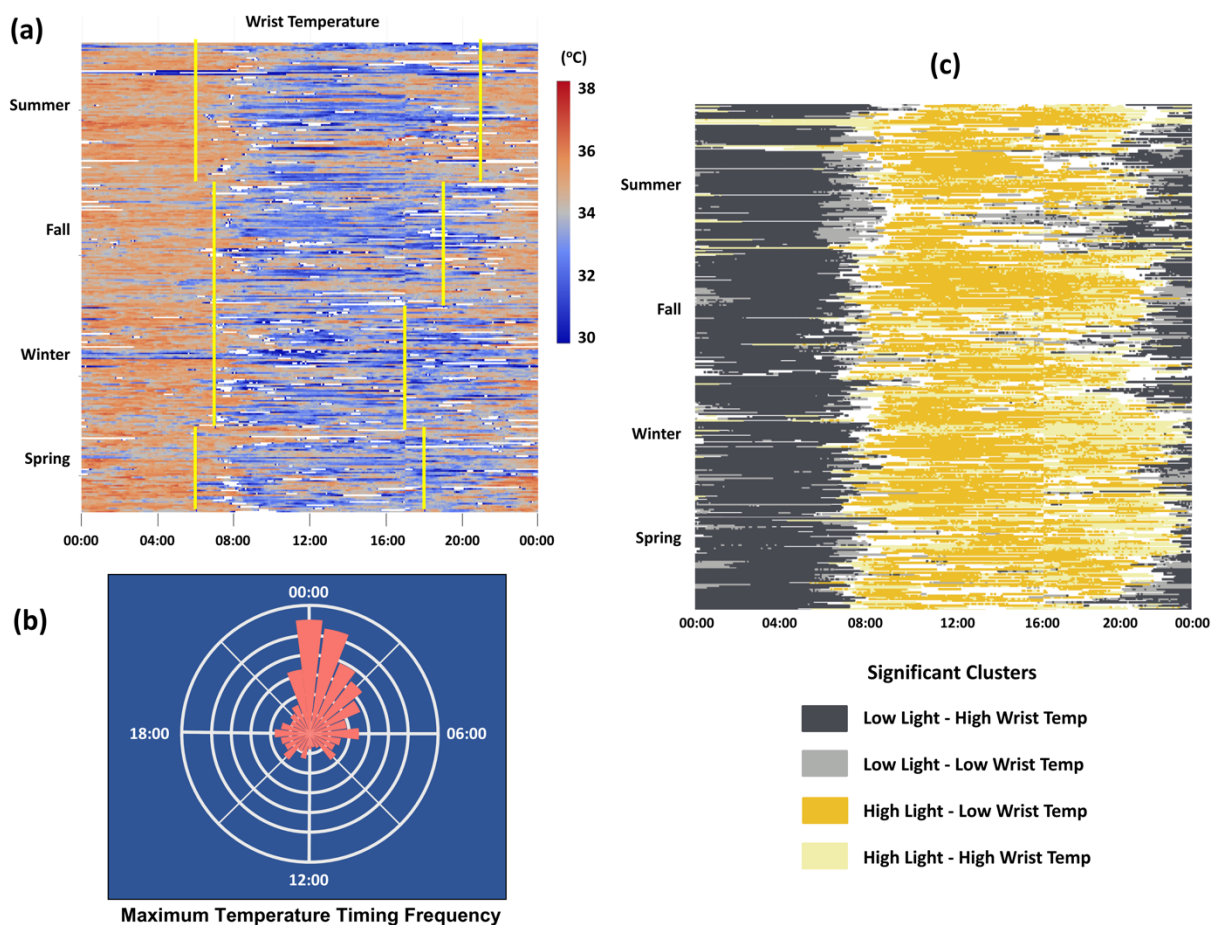 (a)
Wrist Temperature
(ºC)
38
36
34
32
30
Summer
Fall
Winter
Spring
00:00 04:00 08:00 12:00 16:00 20:00 00:00
(b)
00:00
06:00
12:00
18:00
Maximum Temperature Timing Frequency
(c)
Summer
Fall
Winter
Spring
00:00 04:00 08:00 12:00 16:00 20:00 00:00
Significant Clusters
Low Light - High Wrist Temp
Low Light - Low Wrist Temp
High Light - Low Wrist Temp
High Light - High Wrist Temp